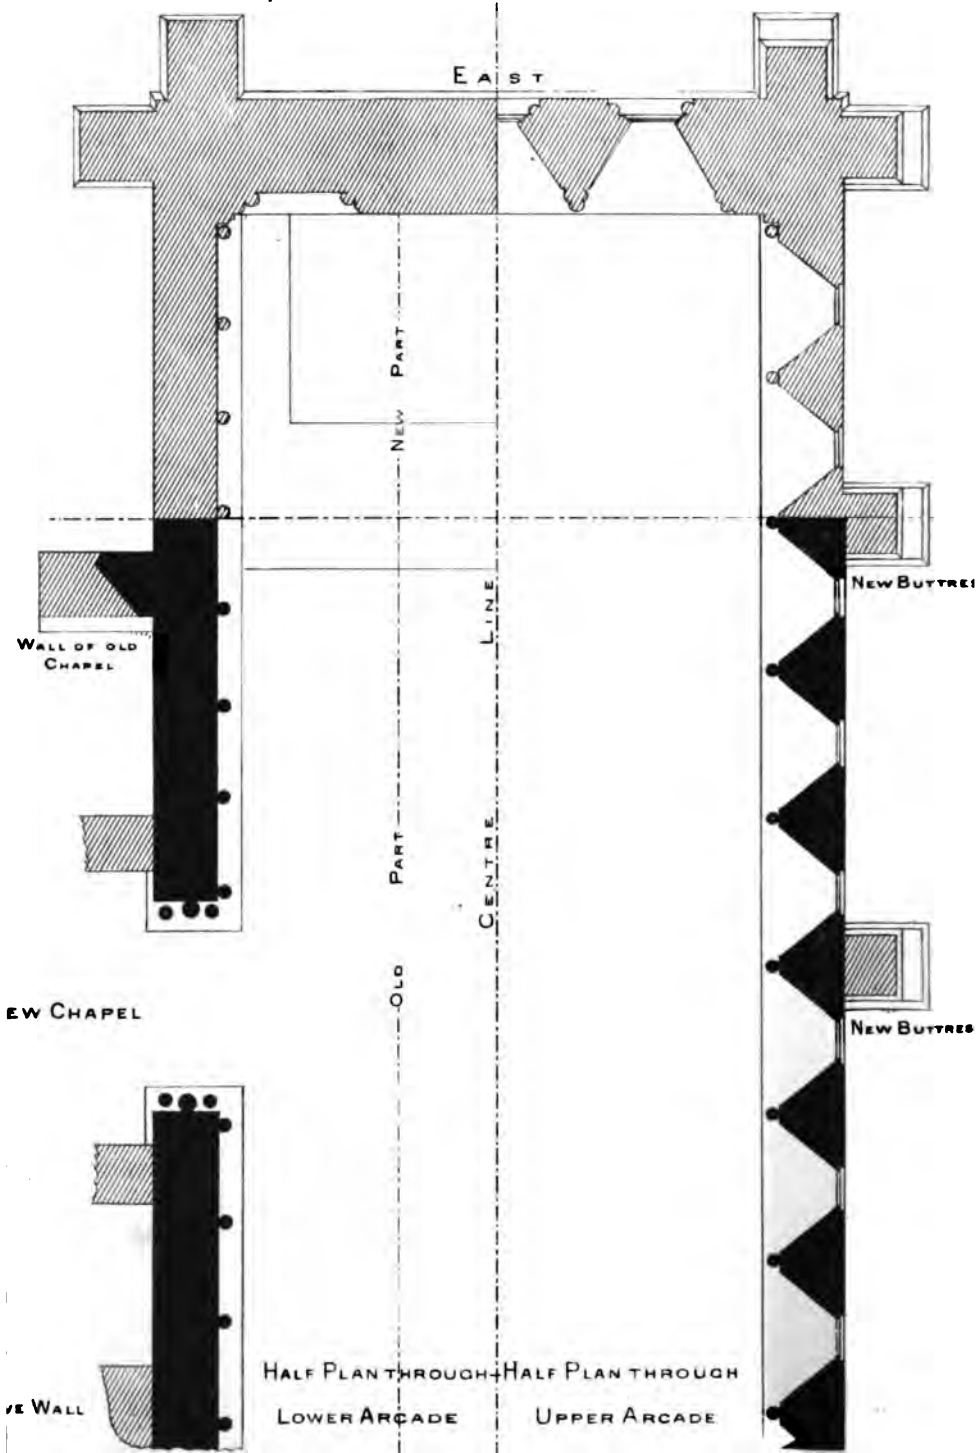 EAST
NEW PART
LINE
NEW BUTTRES
WALL OF OLD
CHAPEL
OLD PART
CENTRE
EW CHAPEL
NEW BUTTRES
HALF PLAN THROUGH
HALF PLAN THROUGH
VE WALL
LOWER ARCADE
UPPER ARCADE